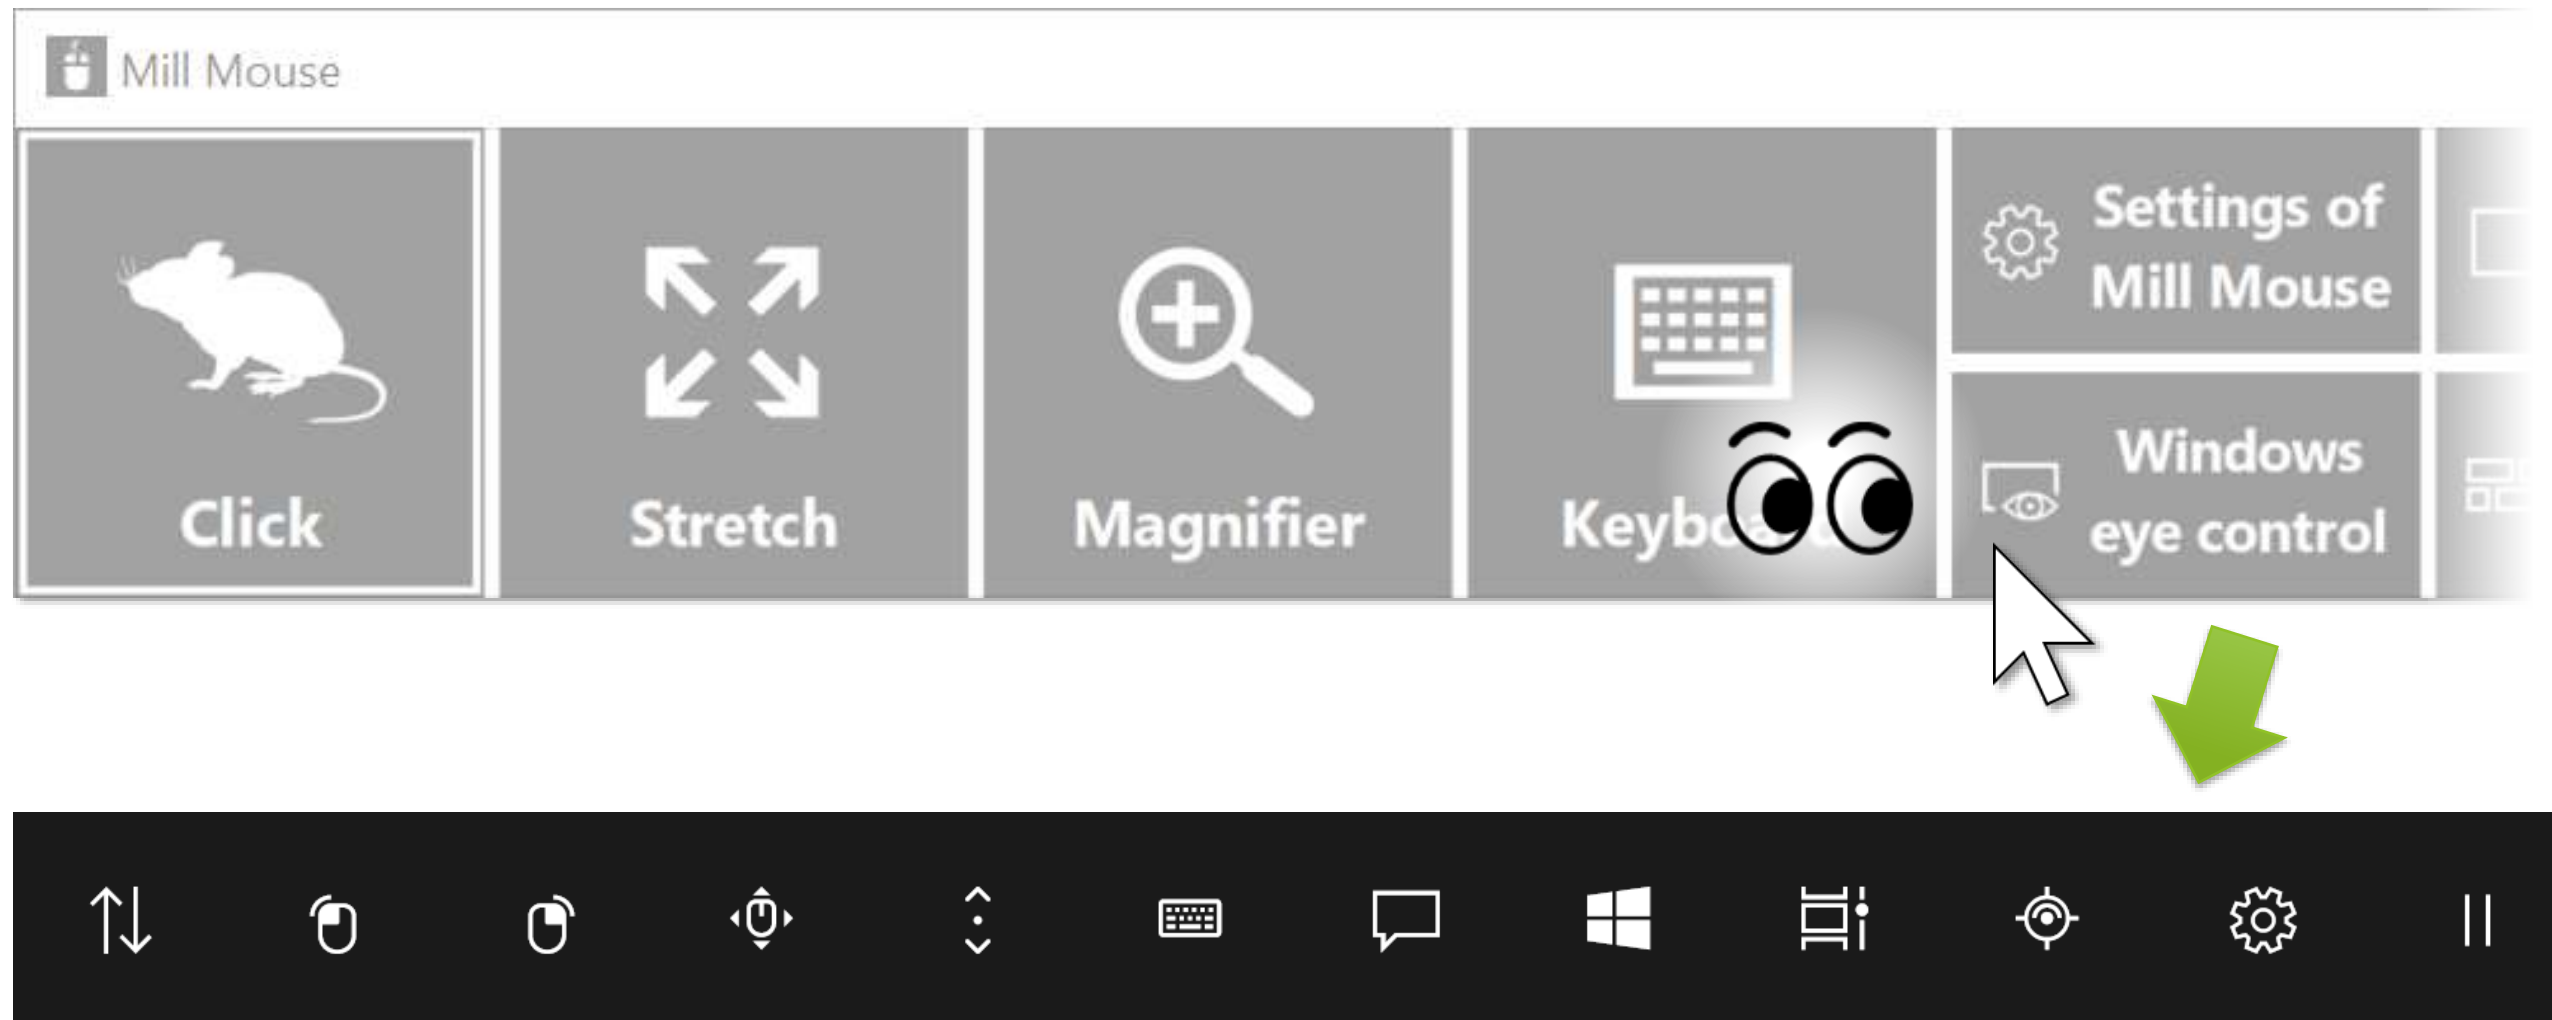 Mill Mouse
Click
Stretch
Magnifier
Settings of
Mill Mouse
Windows
eye control